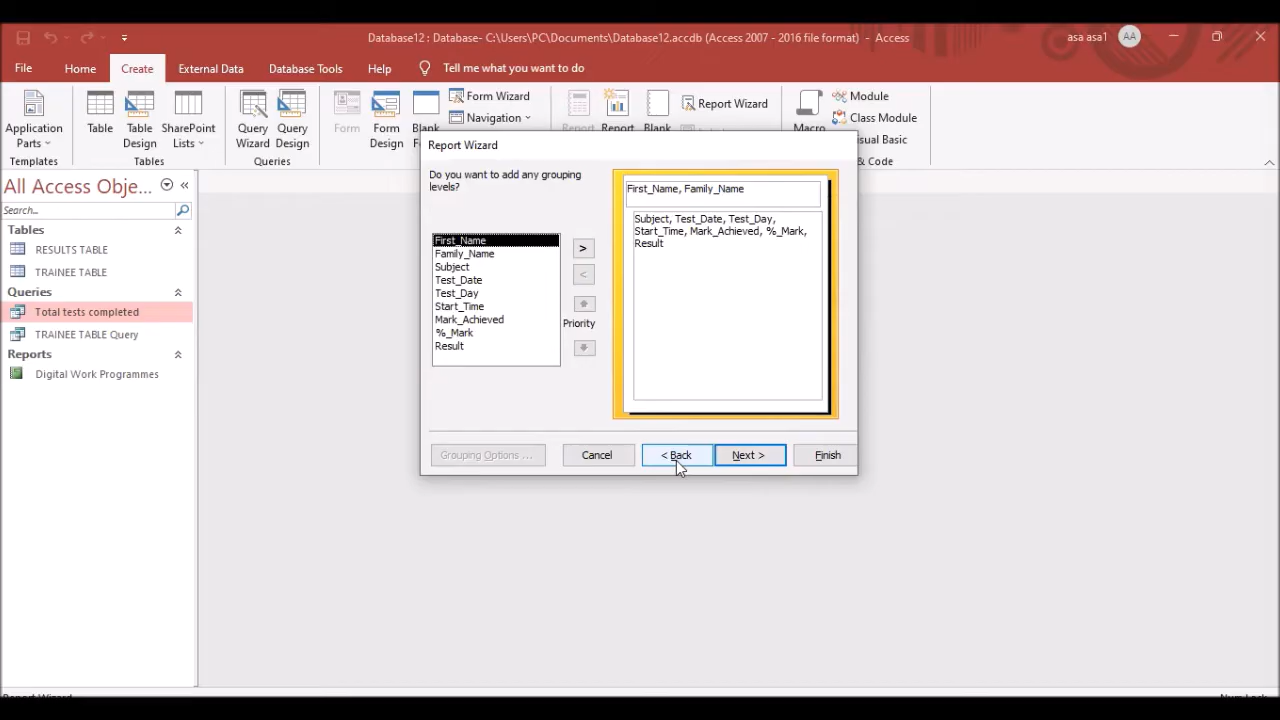 Database12 : Database- C:\Users\PC\Documents\Database12.accdb (Access 2007 - 2016 file format) - Access
asa asa1
AA
File
Home
Create
External Data
Database Tools
Help
Tell me what you want to do
Application
Parts
Templates
Table
Table
Design
SharePoint
Lists
Tables
Query
Wizard
Query
Design
Queries
Form
Form
Design
Blank
Form Wizard
Navigation
Report
Report
Blank
Report Wizard
Macro
Module
Class Module
isual Basic
& Code
All Access Obje...
Search...
Tables
RESULTS TABLE
TRAINEE TABLE
Queries
Total tests completed
TRAINEE TABLE Query
Reports
Digital Work Programmes
Report Wizard
Do you want to add any grouping
levels?
First_Name
Family_Name
Subject
Test_Date
Test_Day
Start_Time
Mark_Achieved
%_Mark
Result
>
<
Priority
First_Name, Family_Name
Subject, Test_Date, Test_Day,
Start_Time, Mark_Achieved, %_Mark,
Result
Grouping Options ...
Cancel
< Back
Next >
Finish